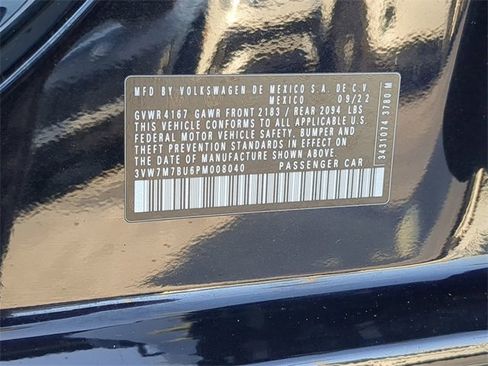 MFD BY VOLKSWAGEN DE MEXICO S.A. DE C.V
MEXICO 09/22
GVWR 4167 GAWR FRONT 2183 / REAR 2094 LBS
THIS VEHICLE CONFORMS TO ALL APPLICABLE U.S.
FEDERAL MOTOR VEHICLE SAFETY, BUMPER AND
THEFT PREVENTION STANDARDS IN EFFECT ON
THE DATE OF MANUFACTURE SHOWN ABOVE
3VW7M7BU6PM008040 PASSENGER CAR
3431074 3780 M